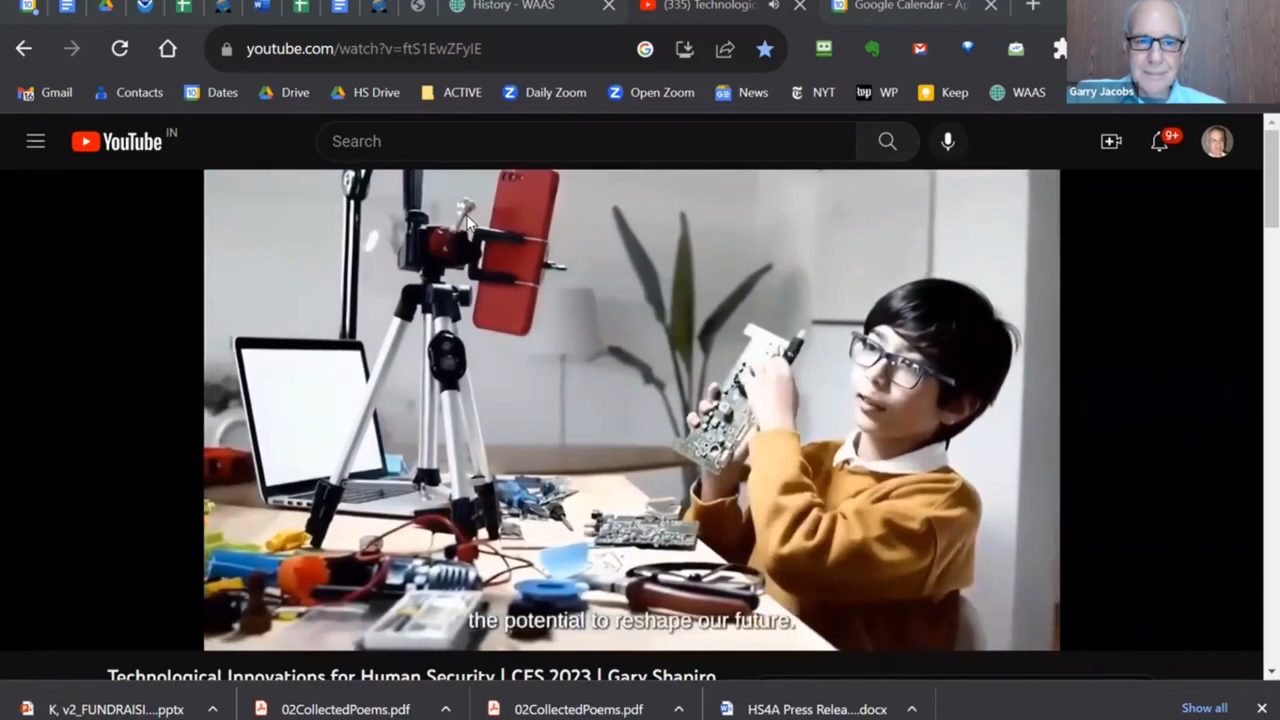 History - WAAS
(335) Technologic
Google Calendar - Ap
youtube.com/watch?v=ftS1EwZFyIE
Garry Jacobs
Gmail
Contacts
Dates
Drive
HS Drive
ACTIVE
Daily Zoom
Open Zoom
News
NYT
WP
Keep
WAAS
YouTube IN
Search
9+
the potential to reshape our future.
Technological Innovations for Human Security | CES 2023 | Gary Shapiro
K, v2_FUNDRAISI....pptx
02CollectedPoems.pdf
02CollectedPoems.pdf
HS4A Press Relea....docx
Show all